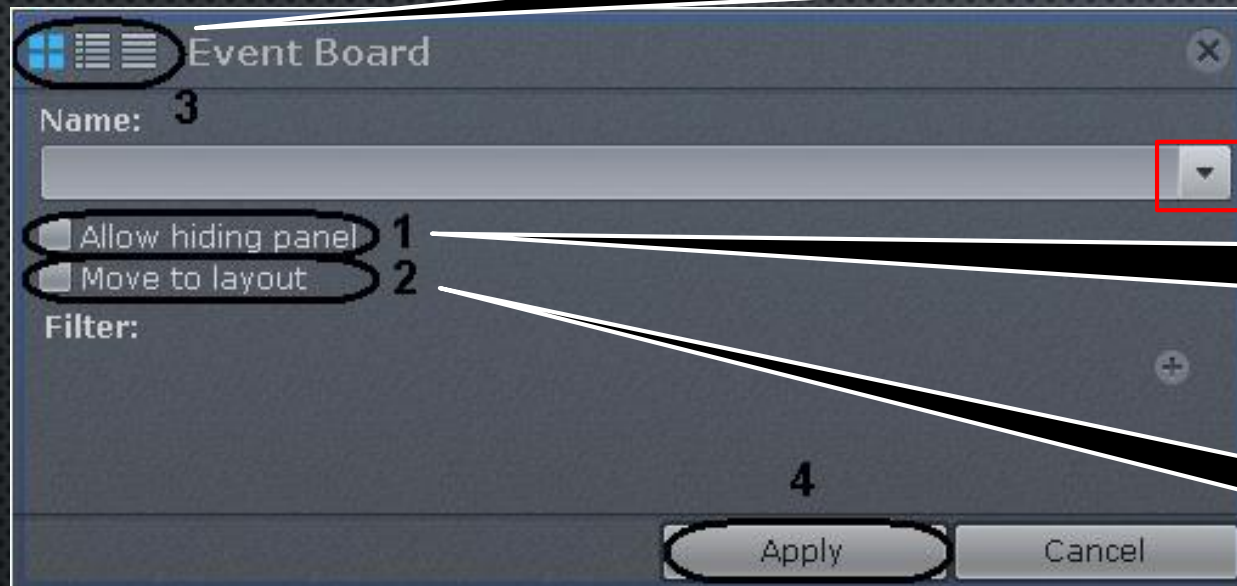 Event Board
3
Name:
Allow hiding panel 1
Move to layout 2
Filter:
4
Apply Cancel